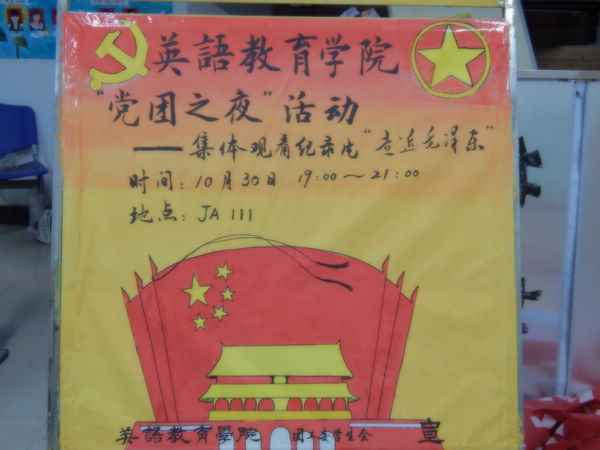 英語教育学院
“党团之夜”活动
——集体观看纪录片“走近毛泽东”
时间：10月30日 19:00～21:00
地点：JA 111
英語教育學院 团工委学生会 宣